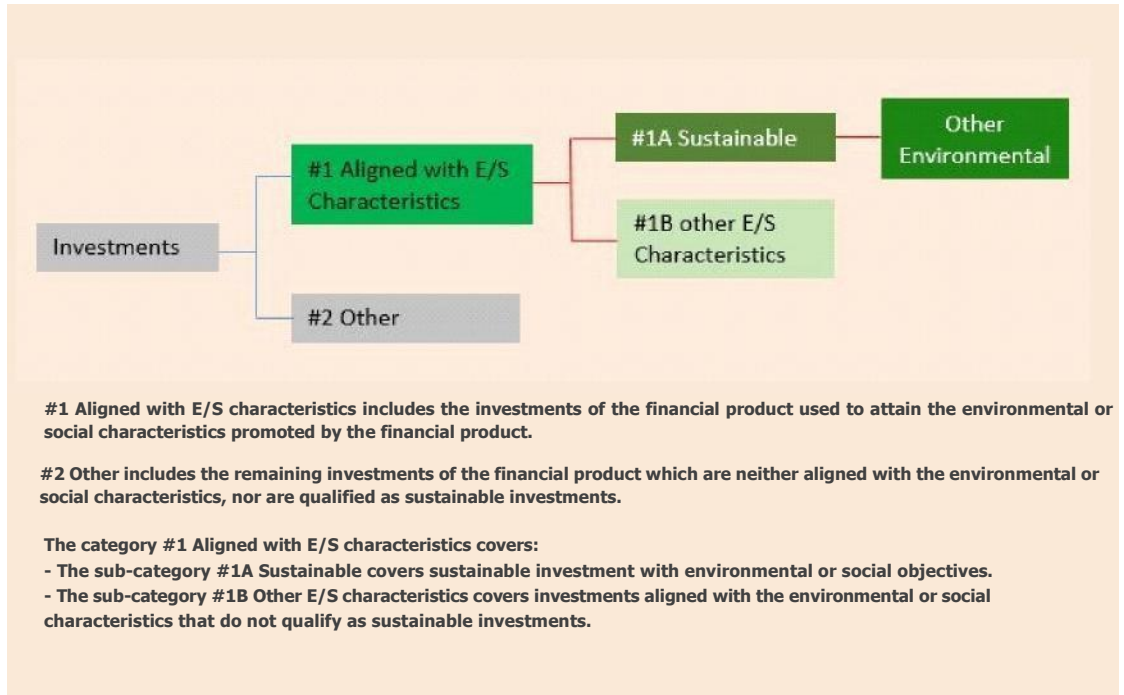 Other
Environmental
#1A Sustainable
#1 Aligned with E/S
Characteristics
#1B other E/S
Characteristics
Investments
#2 Other
#1 Aligned with E/S characteristics includes the investments of the financial product used to attain the environmental or
social characteristics promoted by the financial product.
#2 Other includes the remaining investments of the financial product which are neither aligned with the environmental or
social characteristics, nor are qualified as sustainable investments.
The category #1 Aligned with E/S characteristics covers:
- The sub-category #1A Sustainable covers sustainable investment with environmental or social objectives.
- The sub-category #1B Other E/S characteristics covers investments aligned with the environmental or social
characteristics that do not qualify as sustainable investments.